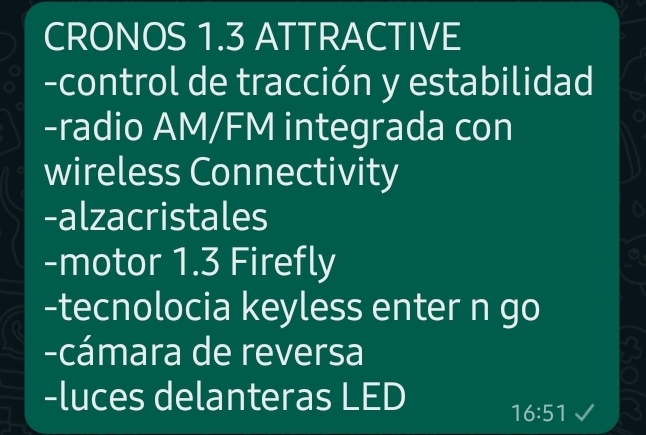 CRONOS 1.3 ATTRACTIVE
-control de tracción y estabilidad
-radio AM/FM integrada con
wireless Connectivity
-alzacristales
-motor 1.3 Firefly
-tecnolocia keyless enter n go
-cámara de reversa
-luces delanteras LED
16:51